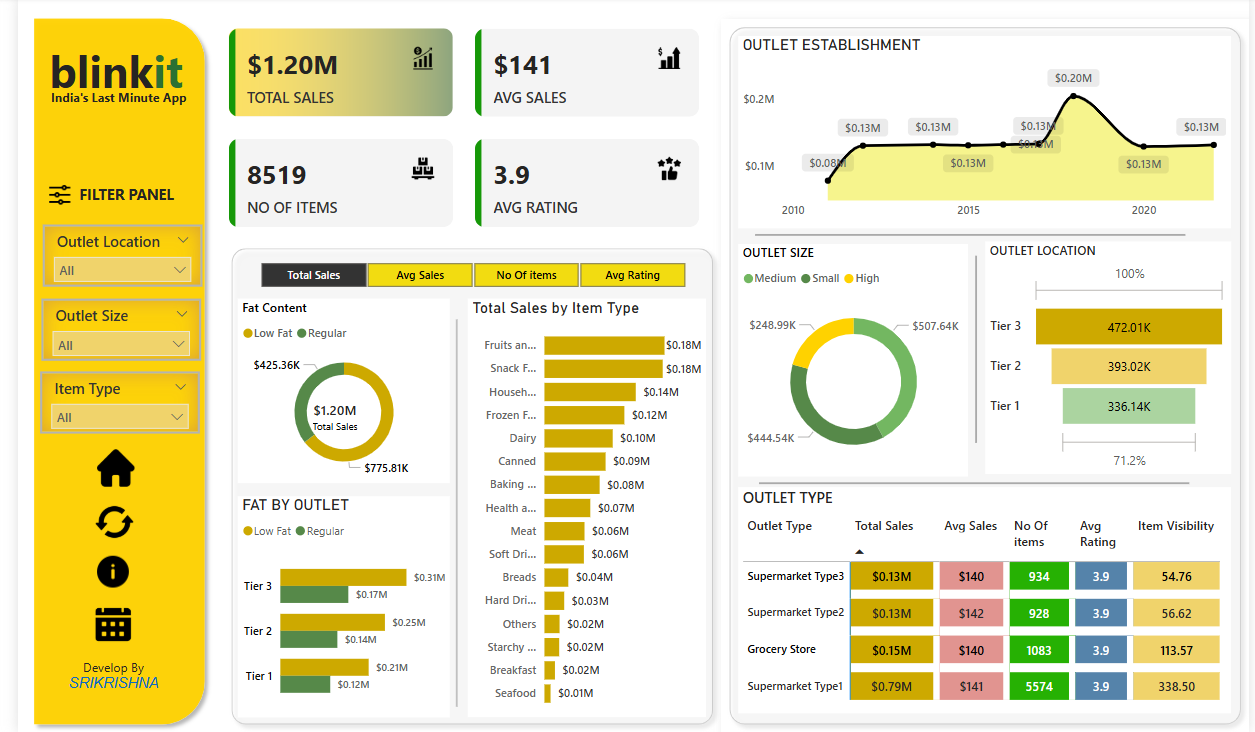 blinkit
India's Last Minute App
FILTER PANEL
Outlet Location
All
Outlet Size
All
Item Type
All
Develop By
SRIKRISHNA
$1.20M
TOTAL SALES
$141
AVG SALES
8519
NO OF ITEMS
3.9
AVG RATING
Total Sales Avg Sales No Of items Avg Rating
Fat Content
Low Fat Regular
$425.36K
$1.20M
Total Sales
$775.81K
FAT BY OUTLET
Low Fat Regular
Tier 3 $0.31M
$0.17M
Tier 2 $0.25M
$0.14M
Tier 1 $0.21M
$0.12M
Total Sales by Item Type
Fruits an... $0.18M
Snack F... $0.18M
Househ... $0.14M
Frozen F... $0.12M
Dairy $0.10M
Canned $0.09M
Baking ... $0.08M
Health a... $0.07M
Meat $0.06M
Soft Dri... $0.06M
Breads $0.04M
Hard Dri... $0.03M
Others $0.02M
Starchy ... $0.02M
Breakfast $0.02M
Seafood $0.01M
OUTLET ESTABLISHMENT
$0.20M
$0.2M
$0.13M $0.13M $0.13M $0.13M
$0.13M
$0.1M $0.08M $0.13M $0.13M
2010 2015 2020
OUTLET SIZE
Medium Small High
$248.99K $507.64K
$444.54K
OUTLET LOCATION
100%
Tier 3 472.01K
Tier 2 393.02K
Tier 1 336.14K
71.2%
OUTLET TYPE
Outlet Type Total Sales Avg Sales No Of items Avg Rating Item Visibility
Supermarket Type3 $0.13M $140 934 3.9 54.76
Supermarket Type2 $0.13M $142 928 3.9 56.62
Grocery Store $0.15M $140 1083 3.9 113.57
Supermarket Type1 $0.79M $141 5574 3.9 338.50